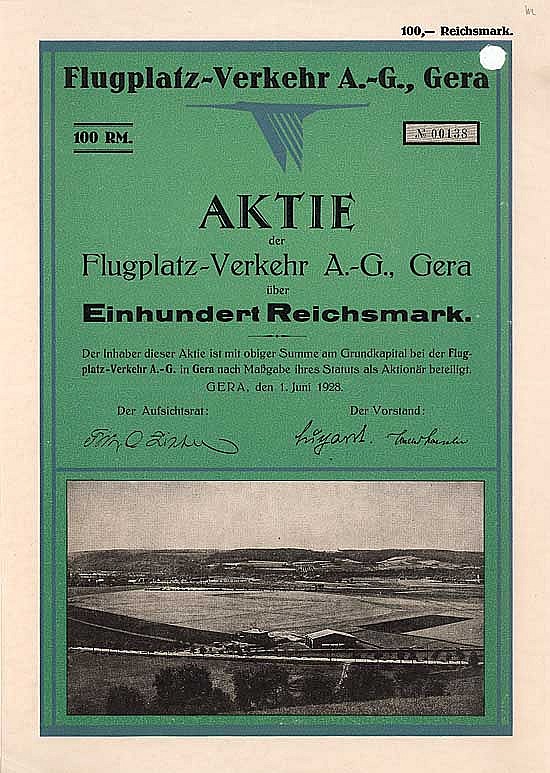 100,— Reichsmark.
Flugplatz-Verkehr A.-G., Gera
100 RM.
№ 00138
AKTIE
der
Flugplatz-Verkehr A.-G., Gera
über
Einhundert Reichsmark.
Der Inhaber dieser Aktie ist mit obiger Summe am Grundkapital bei der Flug-
platz-Verkehr A.-G. in Gera nach Maßgabe ihres Statuts als Aktionär beteiligt.
GERA, den 1. Juni 1928.
Der Aufsichtsrat:
Der Vorstand: